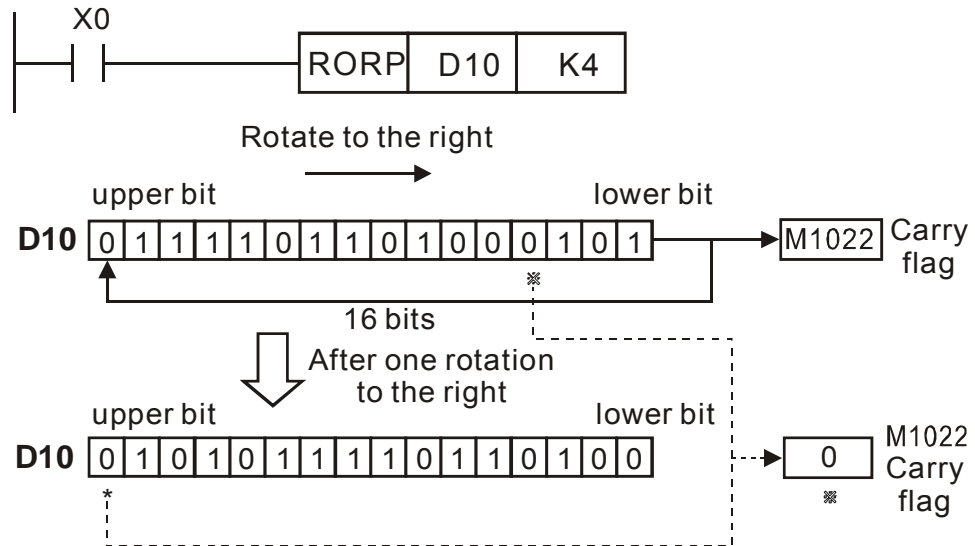 X0
RORP D10 K4
Rotate to the right
upper bit lower bit
D10 0 1 1 1 1 0 1 1 0 1 0 0 0 1 0 1 M1022 Carry flag
※
16 bits
After one rotation
to the right
upper bit lower bit
D10 0 1 0 1 0 1 1 1 1 0 1 1 0 1 0 0 0 M1022 Carry flag
* ※